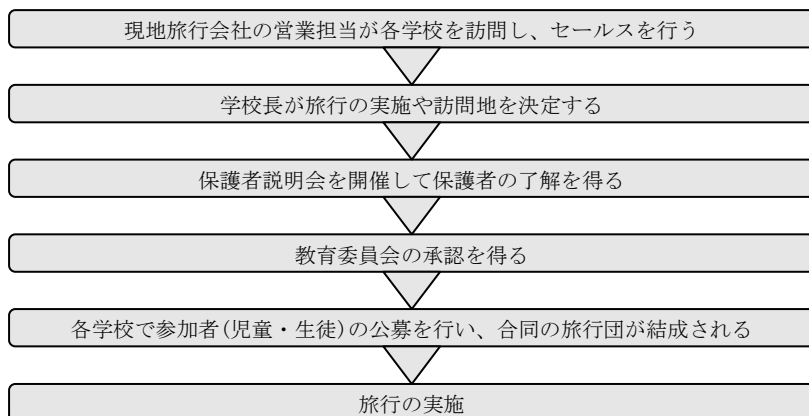 現地旅行会社の営業担当が各学校を訪問し、セールスを行う
学校長が旅行の実施や訪問地を決定する
保護者説明会を開催して保護者の了解を得る
教育委員会の承認を得る
各学校で参加者(児童・生徒)の公募を行い、合同の旅行団が結成される
旅行の実施